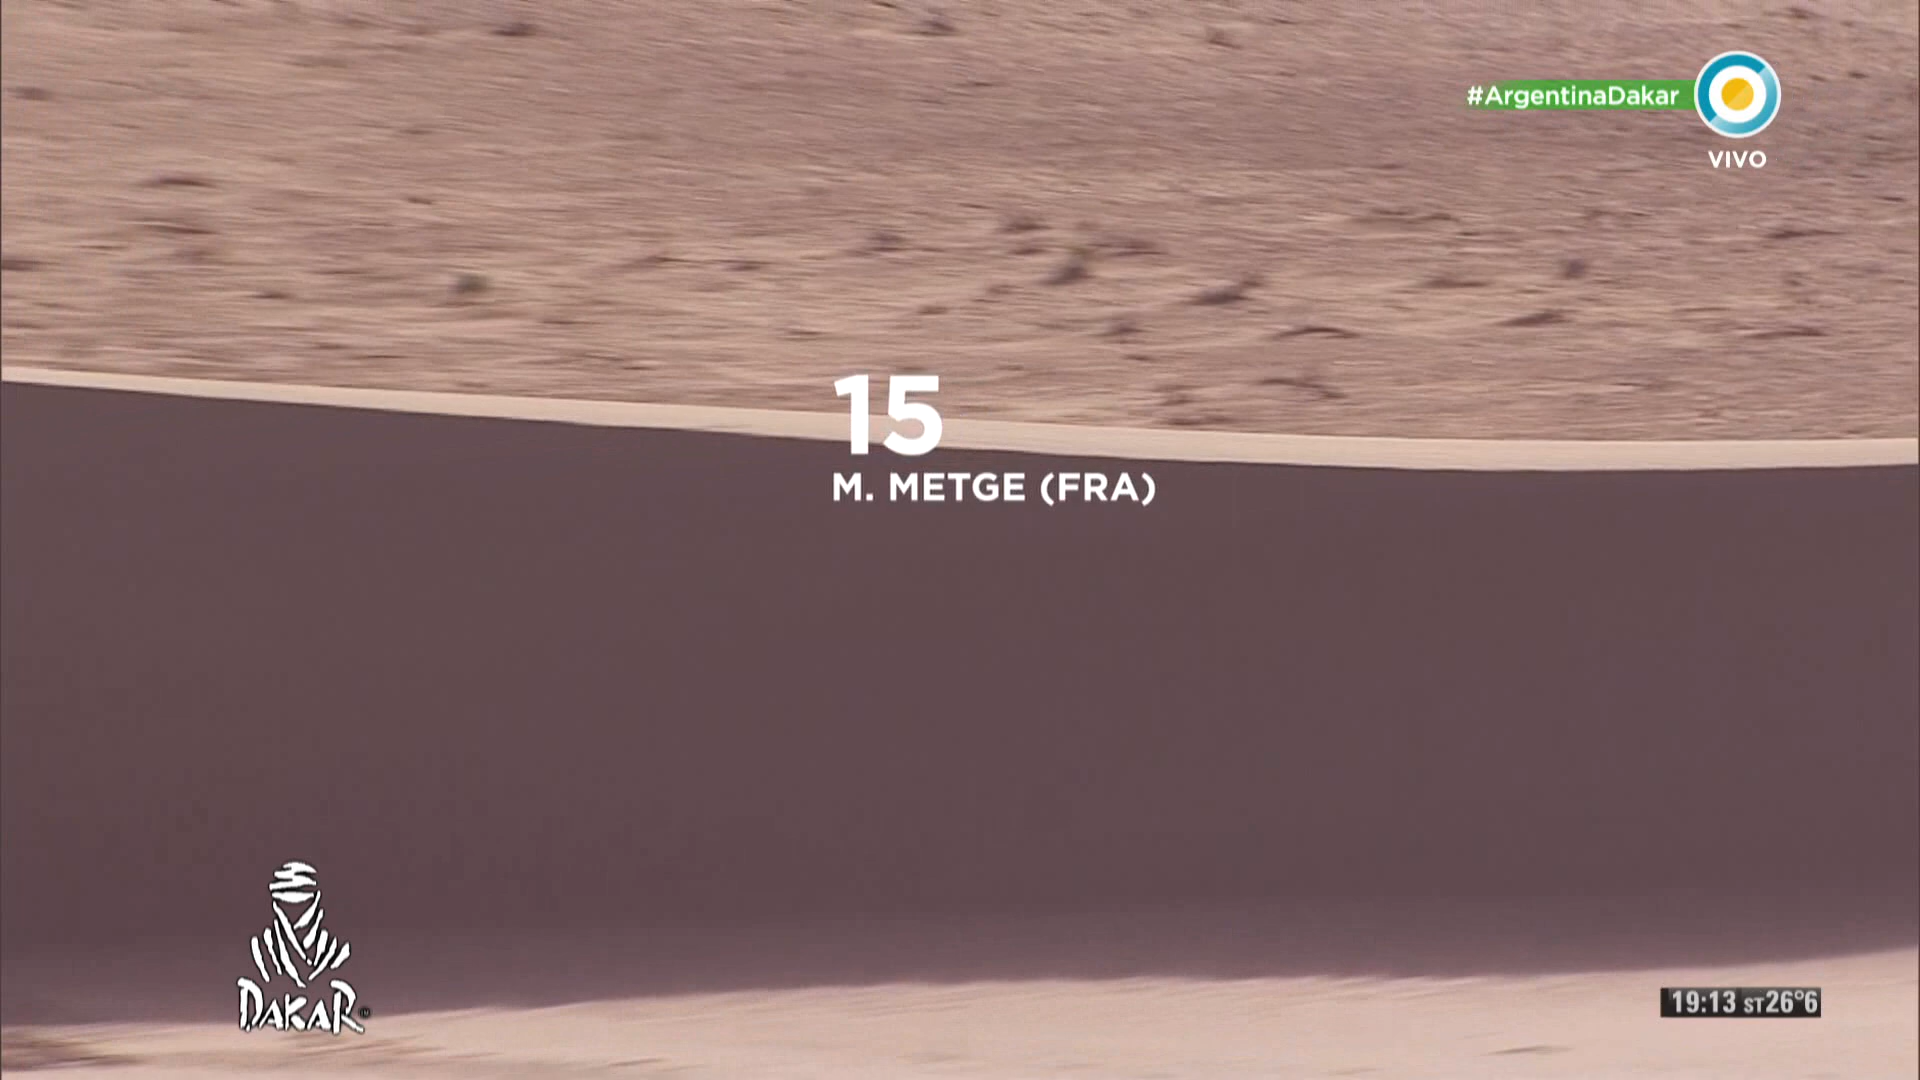 #ArgentinaDakar
VIVO
15
M. METGE (FRA)
DAKAR
19:13 ST26°6